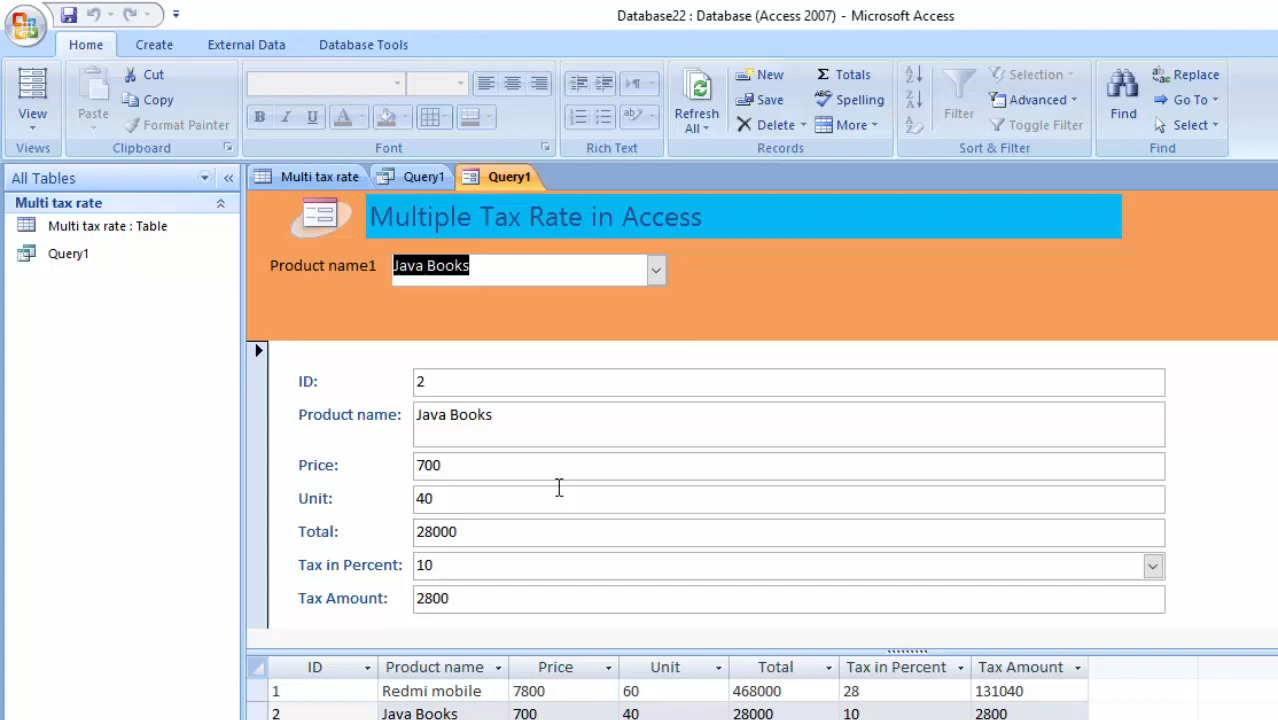 Database22 : Database (Access 2007) - Microsoft Access
Home Create External Data Database Tools
View
Views
Paste
Cut
Copy
Format Painter
Clipboard
B I U A
Font
Rich Text
Refresh All
New
Save
Delete
Totals
Spelling
More
Records
Filter
Selection
Advanced
Toggle Filter
Sort & Filter
Find
Replace
Go To
Select
Find
All Tables
Multi tax rate
Multi tax rate : Table
Query1
Multi tax rate Query1 Query1
Multiple Tax Rate in Access
Product name1 Java Books
ID: 2
Product name: Java Books
Price: 700
Unit: 40
Total: 28000
Tax in Percent: 10
Tax Amount: 2800
ID Product name Price Unit Total Tax in Percent Tax Amount
1 Redmi mobile 7800 60 468000 28 131040
2 Java Books 700 40 28000 10 2800